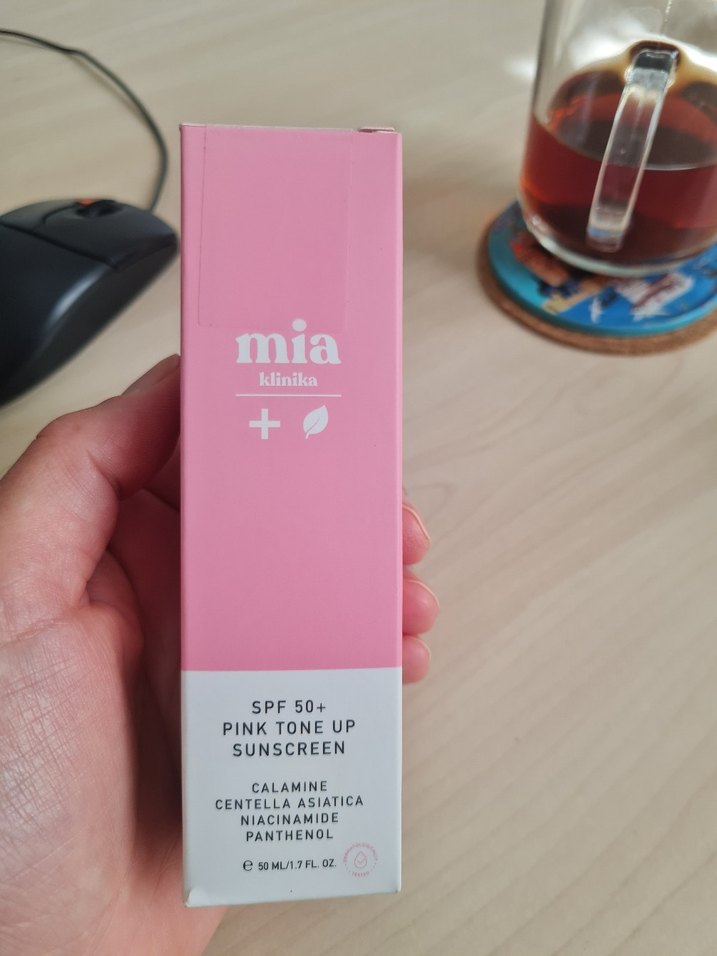 mia
klinika
SPF 50+
PINK TONE UP
SUNSCREEN
CALAMINE
CENTELLA ASIATICA
NIACINAMIDE
PANTHENOL
℮ 50 ML/1.7 FL. OZ.
TESTED